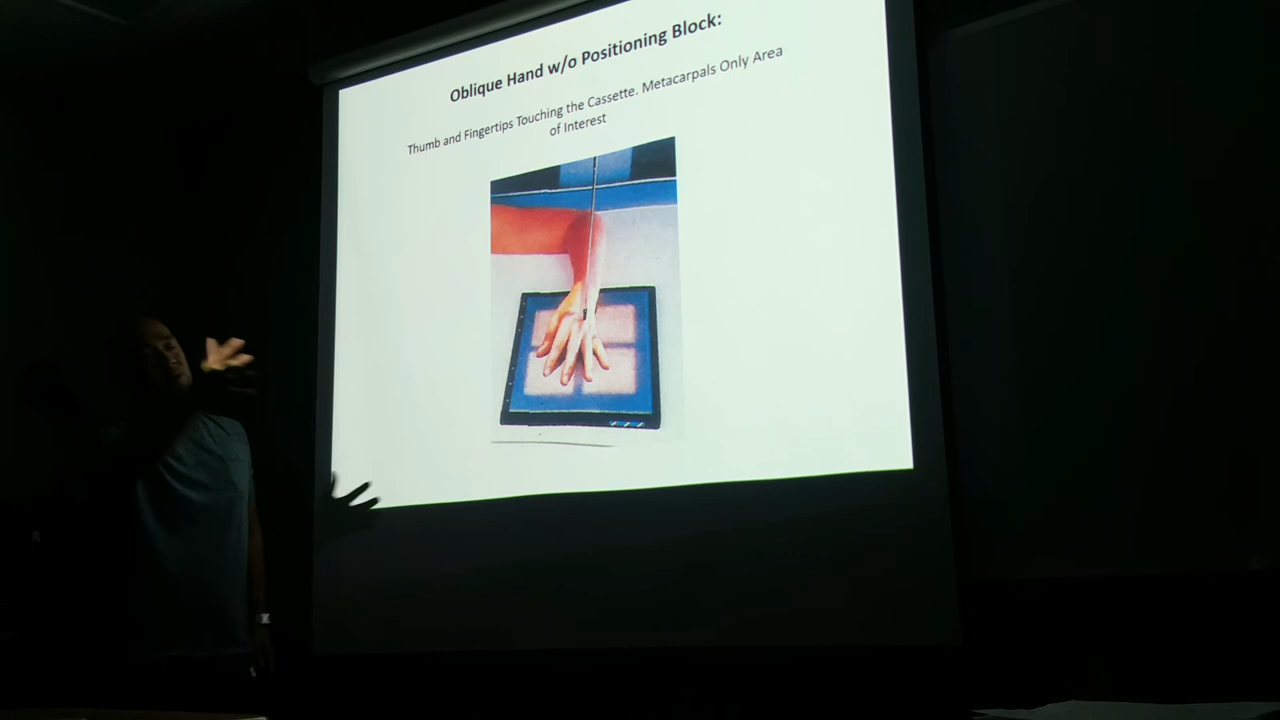 Oblique Hand w/o Positioning Block:
Thumb and Fingertips Touching the Cassette. Metacarpals Only Area
of Interest